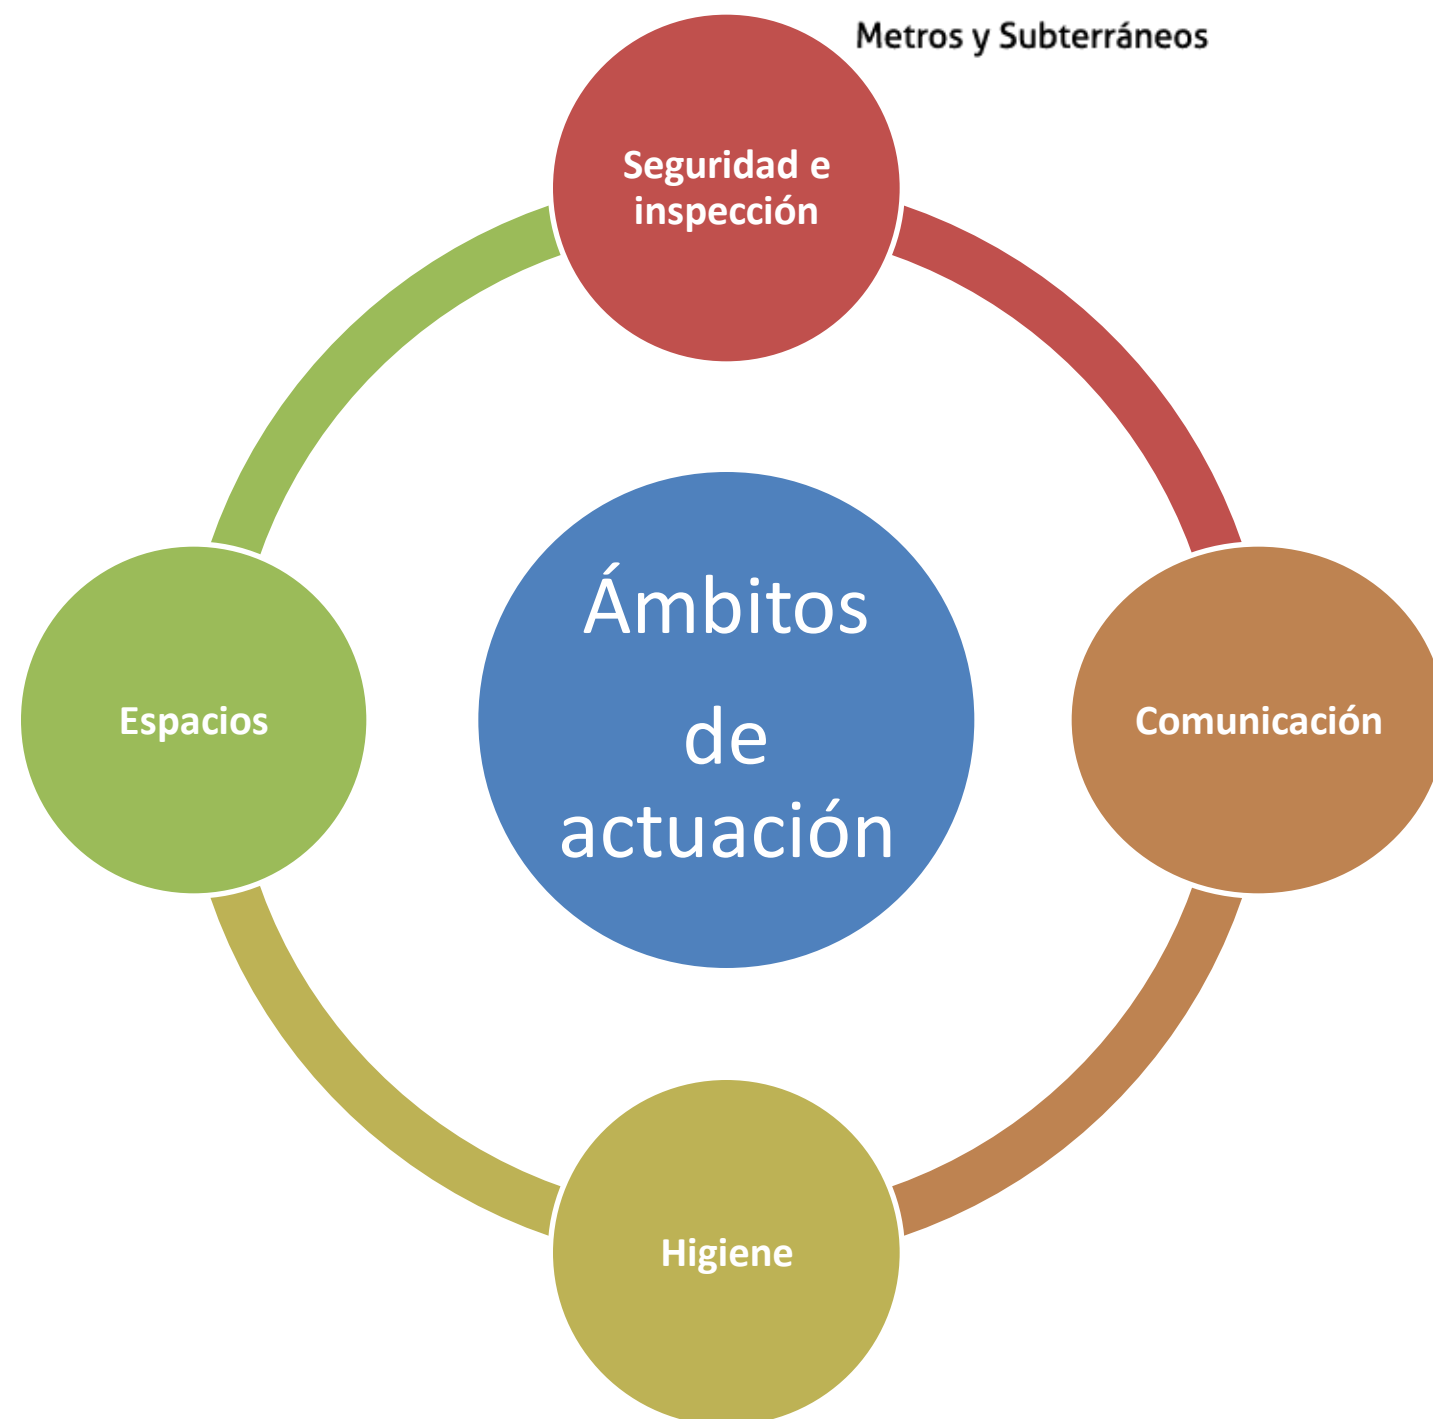 Metros y Subterráneos
Seguridad e
inspección
Ámbitos
de
actuación
Espacios
Comunicación
Higiene